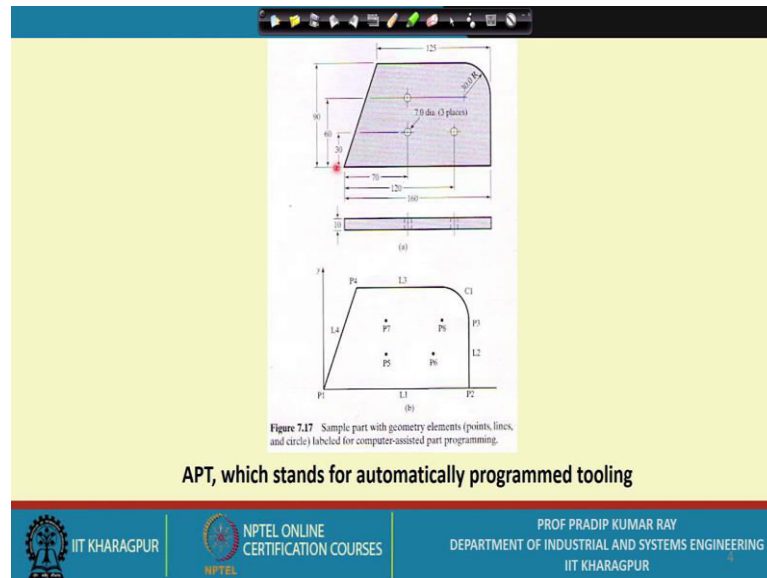 125
30.0 R
90
60
30
7.0 dia. (3 places)
70
120
160
10
(a)
y
P4
L3
C1
L4
P7
P8
P3
L2
P5
P6
P1
L1
P2
(b)
Figure 7.17 Sample part with geometry elements (points, lines,
and circle) labeled for computer-assisted part programming.
APT, which stands for automatically programmed tooling
IIT KHARAGPUR
NPTEL
NPTEL ONLINE
CERTIFICATION COURSES
PROF PRADIP KUMAR RAY
DEPARTMENT OF INDUSTRIAL AND SYSTEMS ENGINEERING
IIT KHARAGPUR
4